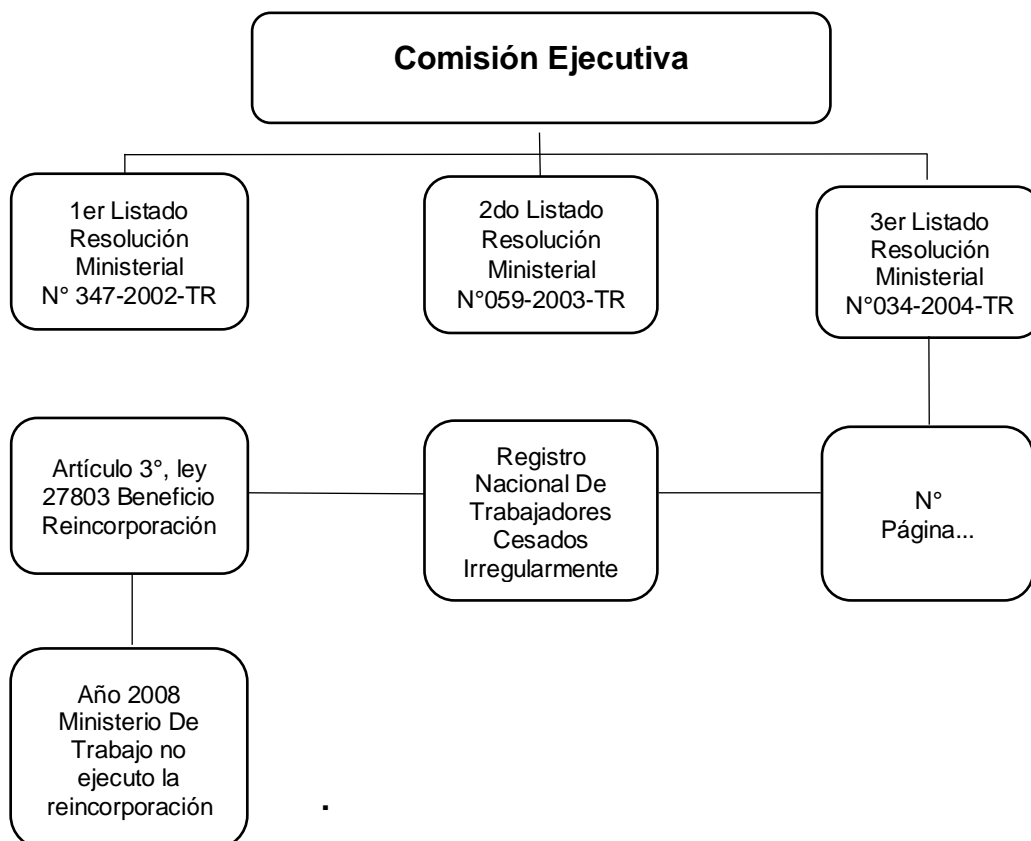 Comisión Ejecutiva
1er Listado
Resolución
Ministerial
N° 347-2002-TR
2do Listado
Resolución
Ministerial
N°059-2003-TR
3er Listado
Resolución
Ministerial
N°034-2004-TR
Artículo 3°, ley
27803 Beneficio
Reincorporación
Registro
Nacional De
Trabajadores
Cesados
Irregularmente
N°
Página...
Año 2008
Ministerio De
Trabajo no
ejecuto la
reincorporación
.